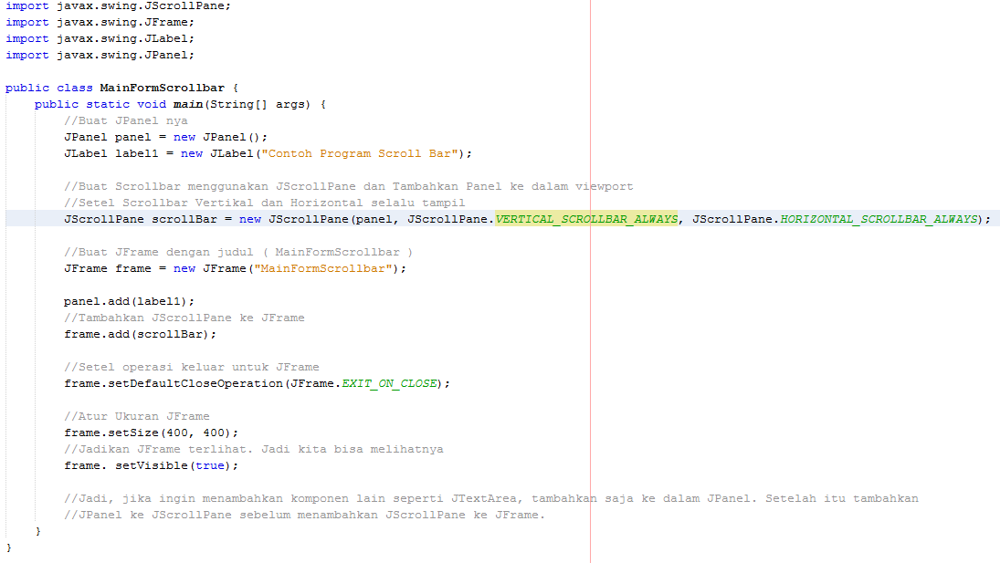 import javax.swing.JScrollPane;
import javax.swing.JFrame;
import javax.swing.JLabel;
import javax.swing.JPanel;

public class MainFormScrollbar {
    public static void main(String[] args) {
        //Buat JPanel nya
        JPanel panel = new JPanel();
        JLabel label1 = new JLabel("Contoh Program Scroll Bar");

        //Buat Scrollbar menggunakan JScrollPane dan Tambahkan Panel ke dalam viewport
        //Setel Scrollbar Vertikal dan Horizontal selalu tampil
        JScrollPane scrollBar = new JScrollPane(panel, JScrollPane.VERTICAL_SCROLLBAR_ALWAYS, JScrollPane.HORIZONTAL_SCROLLBAR_ALWAYS);

        //Buat JFrame dengan judul ( MainFormScrollbar )
        JFrame frame = new JFrame("MainFormScrollbar");

        panel.add(label1);
        //Tambahkan JScrollPane ke JFrame
        frame.add(scrollBar);

        //Setel operasi keluar untuk JFrame
        frame.setDefaultCloseOperation(JFrame.EXIT_ON_CLOSE);

        //Atur Ukuran JFrame
        frame.setSize(400, 400);
        //Jadikan JFrame terlihat. Jadi kita bisa melihatnya
        frame. setVisible(true);

        //Jadi, jika ingin menambahkan komponen lain seperti JTextArea, tambahkan saja ke dalam JPanel. Setelah itu tambahkan
        //JPanel ke JScrollPane sebelum menambahkan JScrollPane ke JFrame.
    }
}